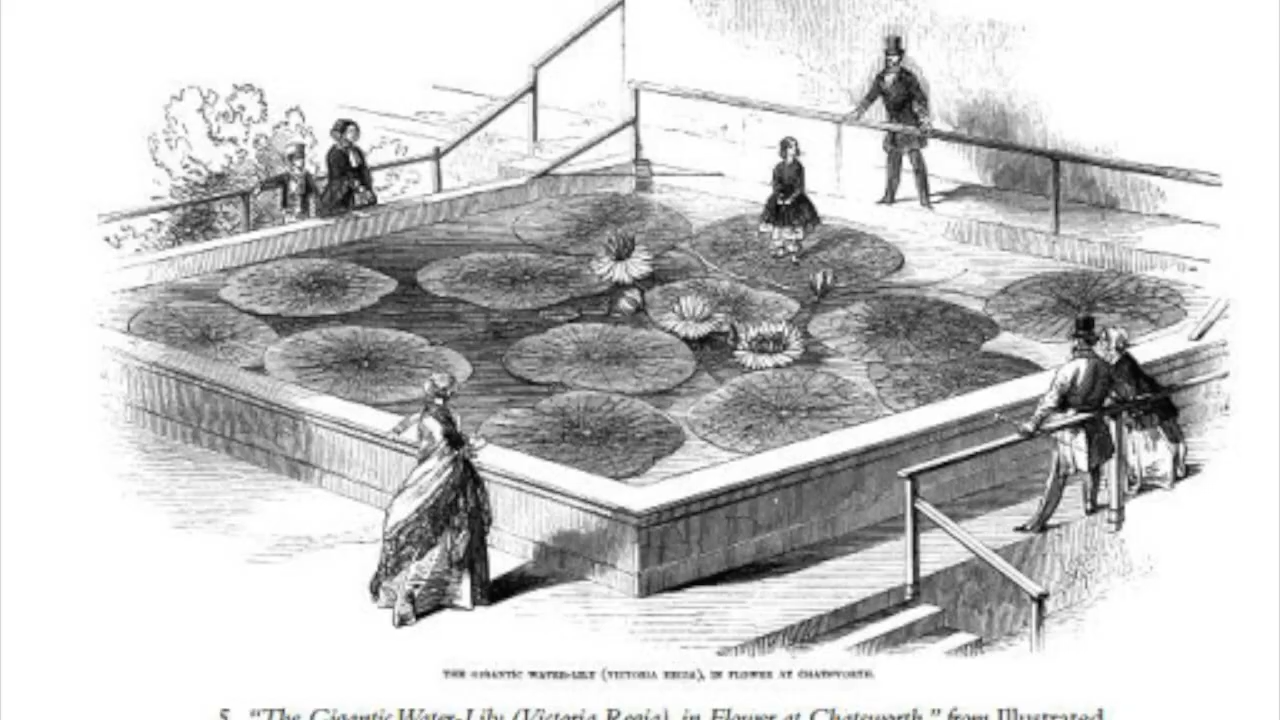 THE GIGANTIC WATER-LILY (VICTORIA REGIA), IN FLOWER AT CHATSWORTH.
5. "The Gigantic Water-Lily (Victoria Regia), in Flower at Chatsworth," from Illustrated